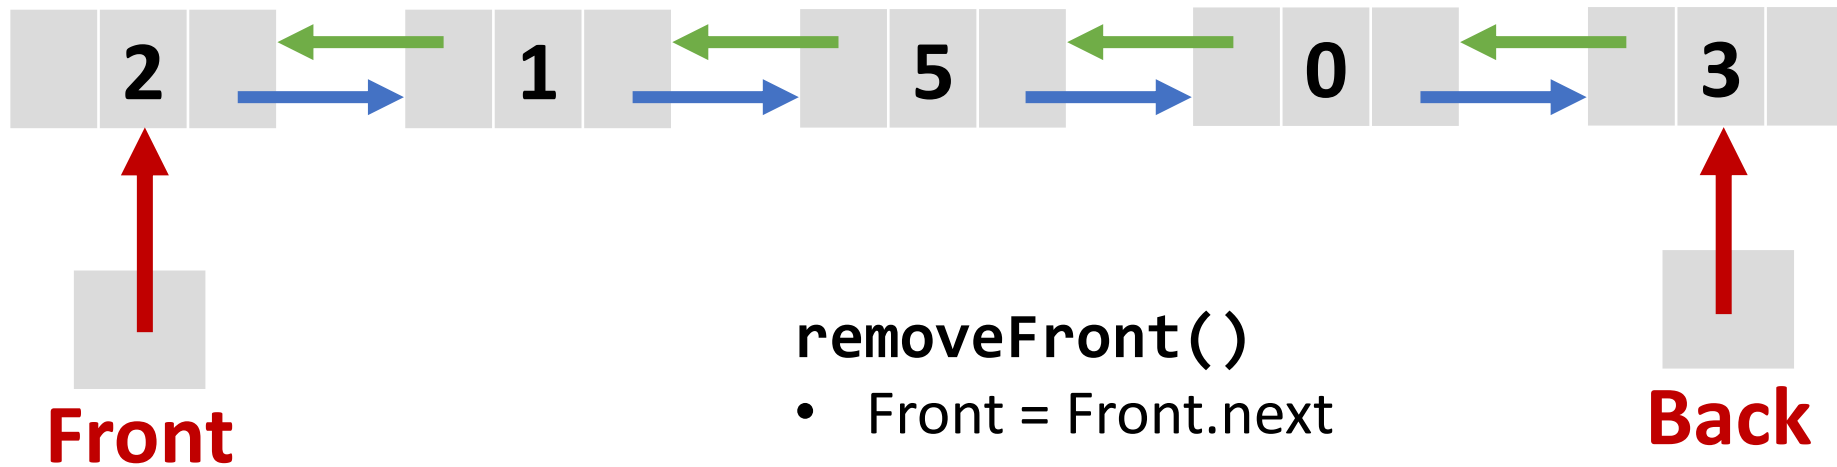 2 1 5 0 3
removeFront()
• Front = Front.next
Front
Back